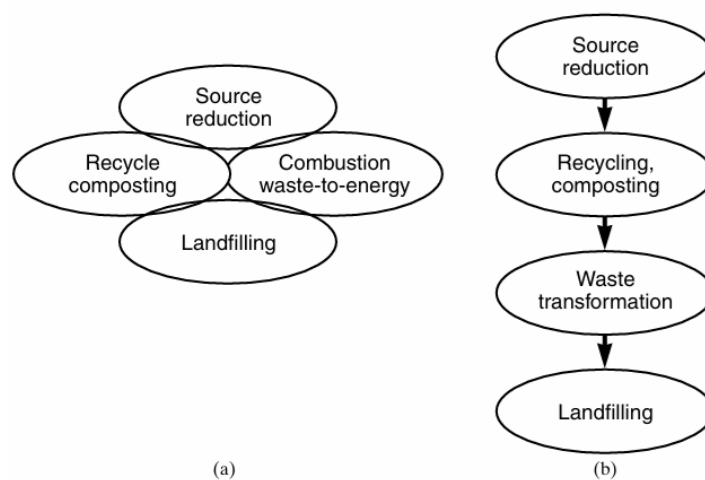 Source
reduction
Recycle
composting
Combustion
waste-to-energy
Landfilling
(a)
Source
reduction
Recycling,
composting
Waste
transformation
Landfilling
(b)